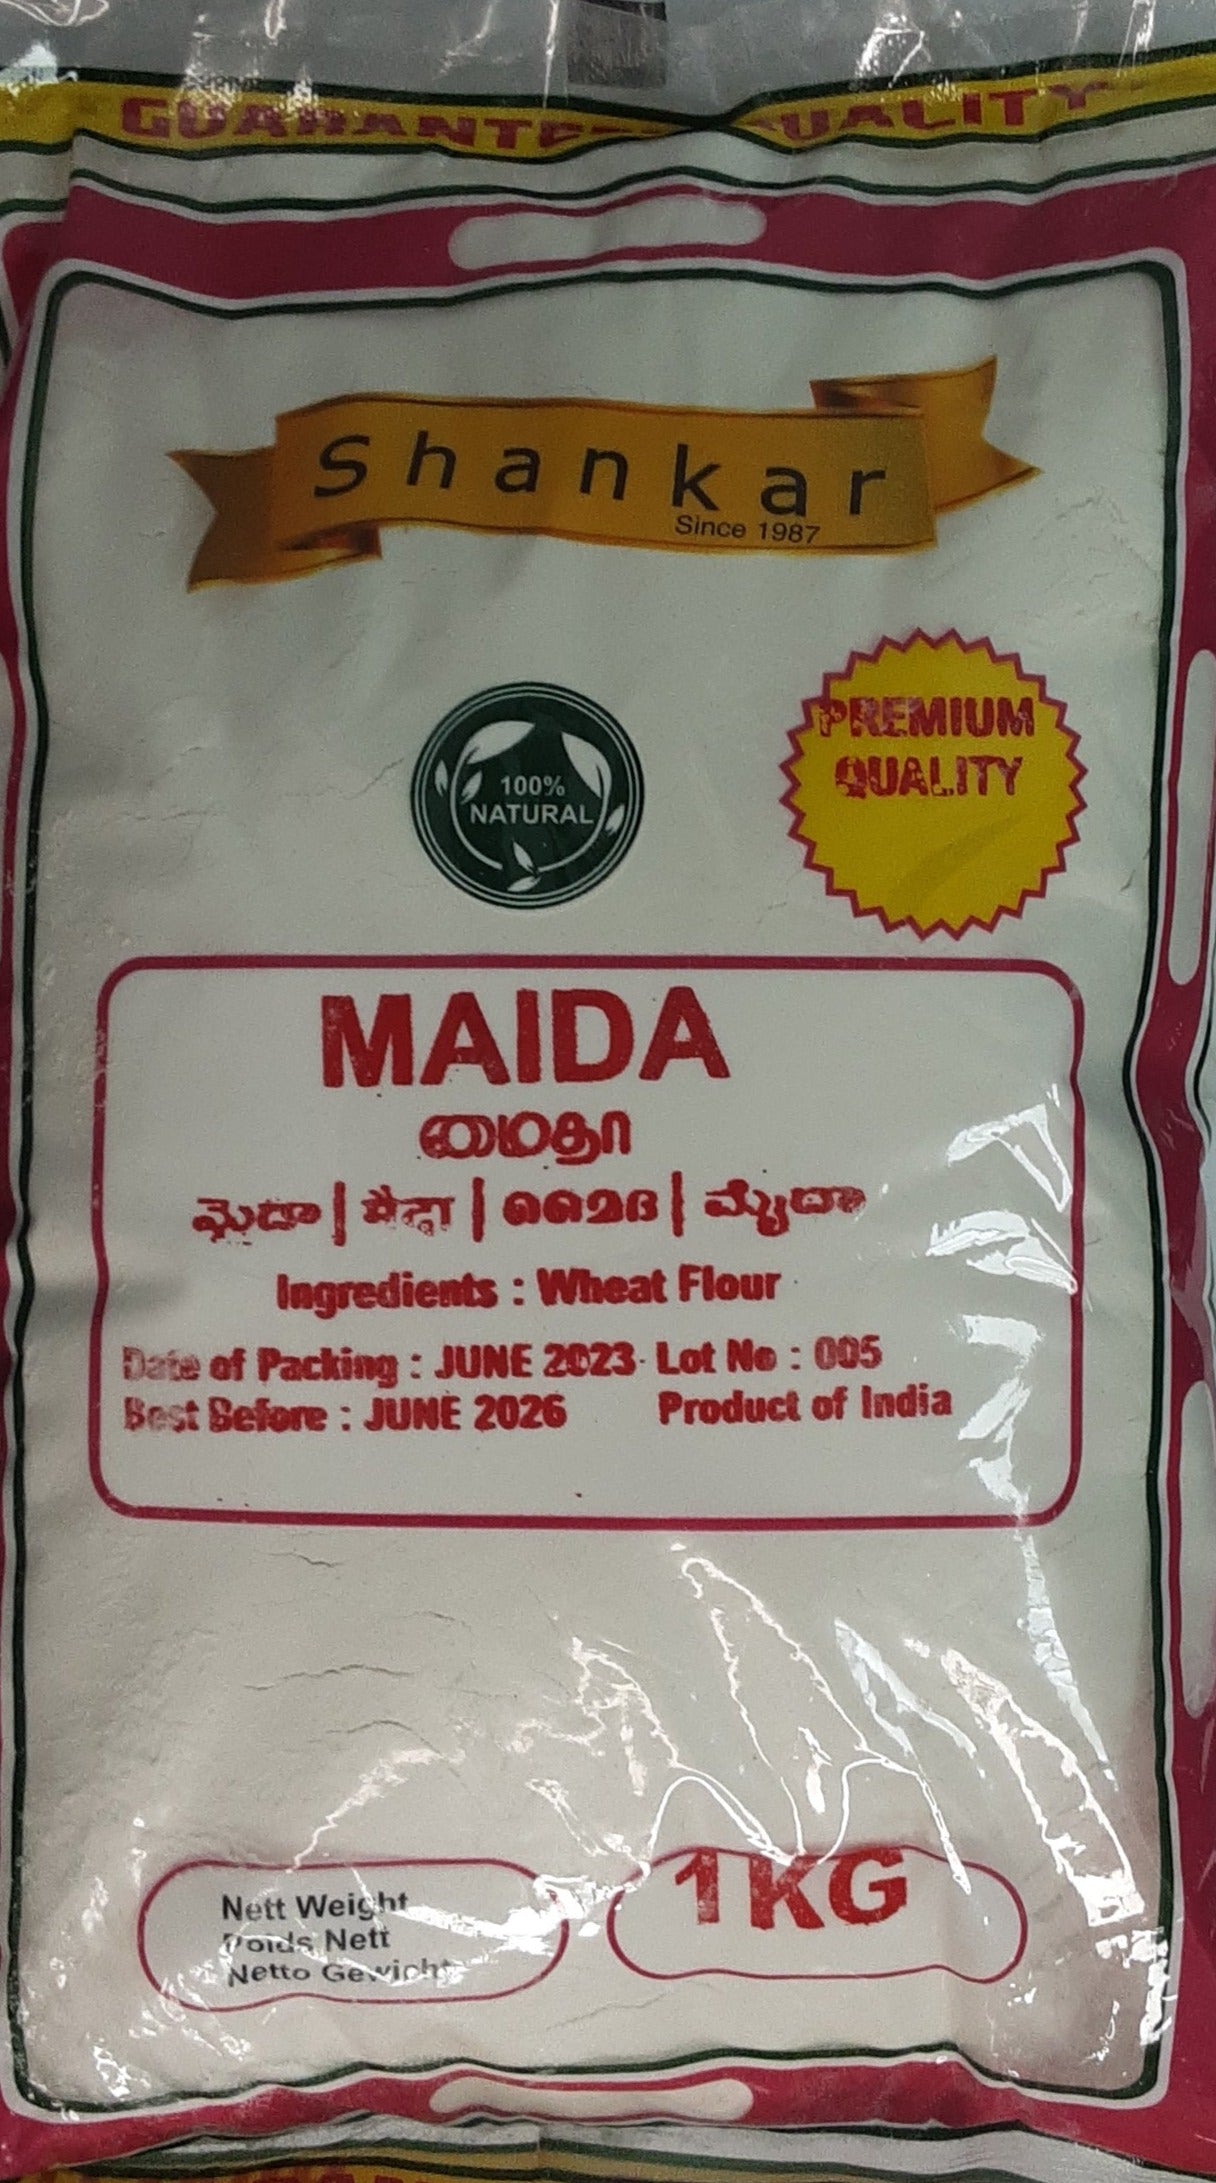 GUARANTEE QUALITY
Shankar
Since 1987
100%
NATURAL
PREMIUM
QUALITY
MAIDA
மைதா
| मैदा | |
Ingredients : Wheat Flour
Date of Packing : JUNE 2023 Lot No : 005
Best Before : JUNE 2026 Product of India
Nett Weight
Poids Nett
Netto Gewicht
1KG